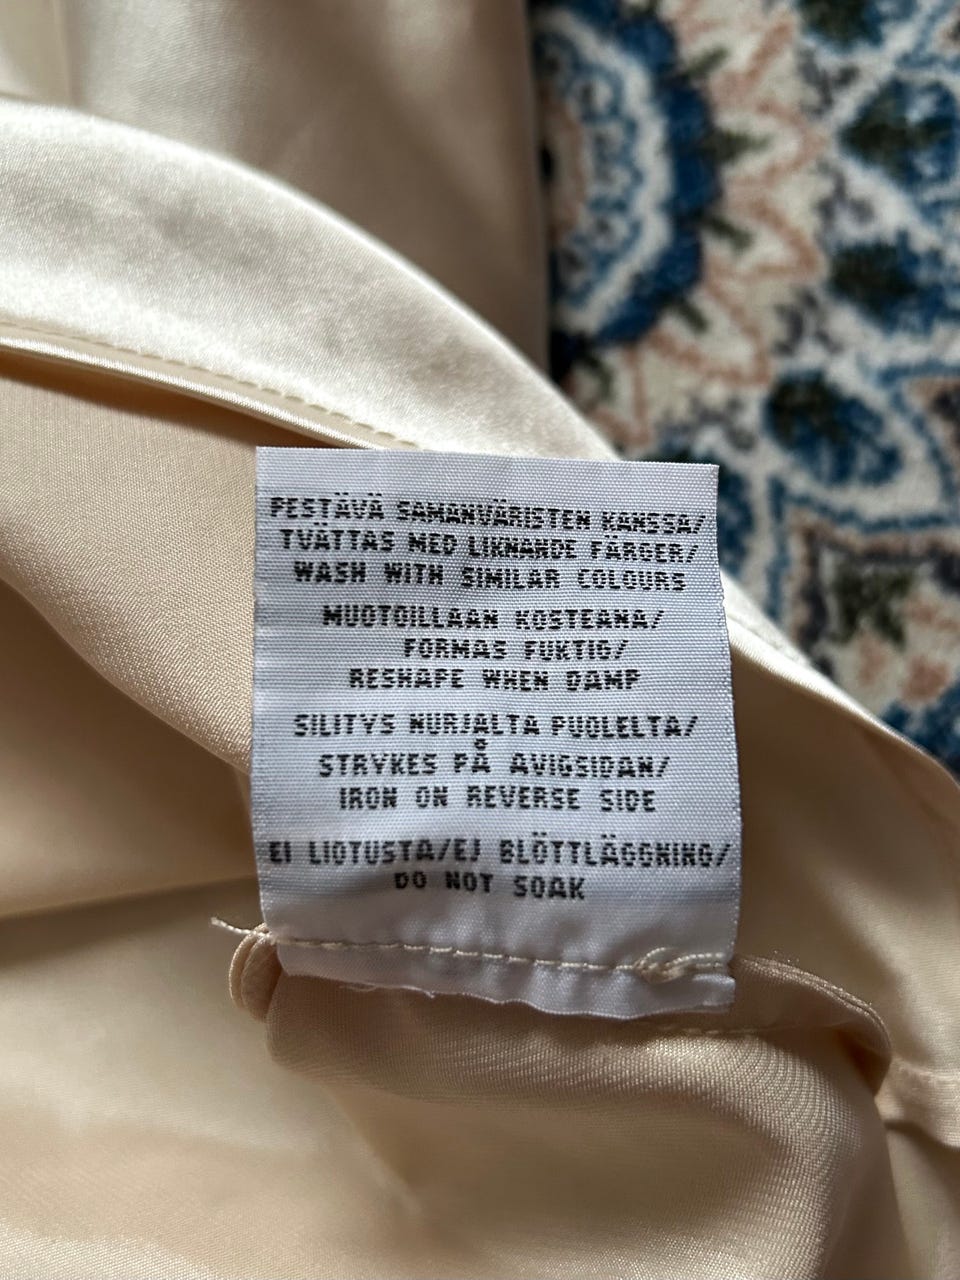 PESTÄVÄ SAMANVÄRISTEN KANSSA/
TVÄTTAS MED LIKNANDE FÄRGER/
WASH WITH SIMILAR COLOURS
MUOTOILLAAN KOSTEANA/
FORMAS FUKTIG/
RESHAPE WHEN DAMP
SILITYS NURJALTA PUOLELTA/
STRYKES PÅ AVIGSIDAN/
IRON ON REVERSE SIDE
EI LIOTUSTA/EJ BLÖTTLÄGGNING/
DO NOT SOAK